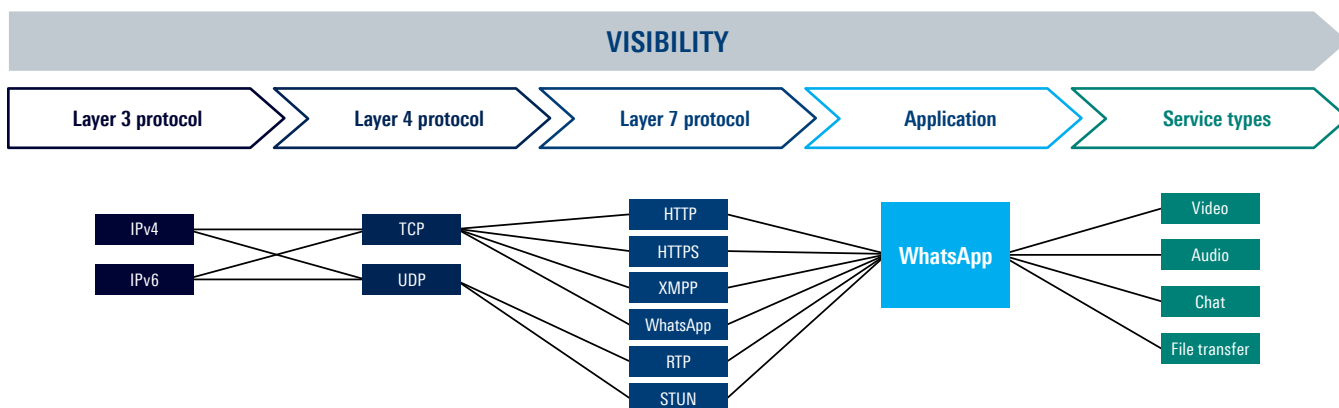 VISIBILITY
Layer 3 protocol
Layer 4 protocol
Layer 7 protocol
Application
Service types
IPv4
IPv6
TCP
UDP
HTTP
HTTPS
XMPP
WhatsApp
RTP
STUN
WhatsApp
Video
Audio
Chat
File transfer